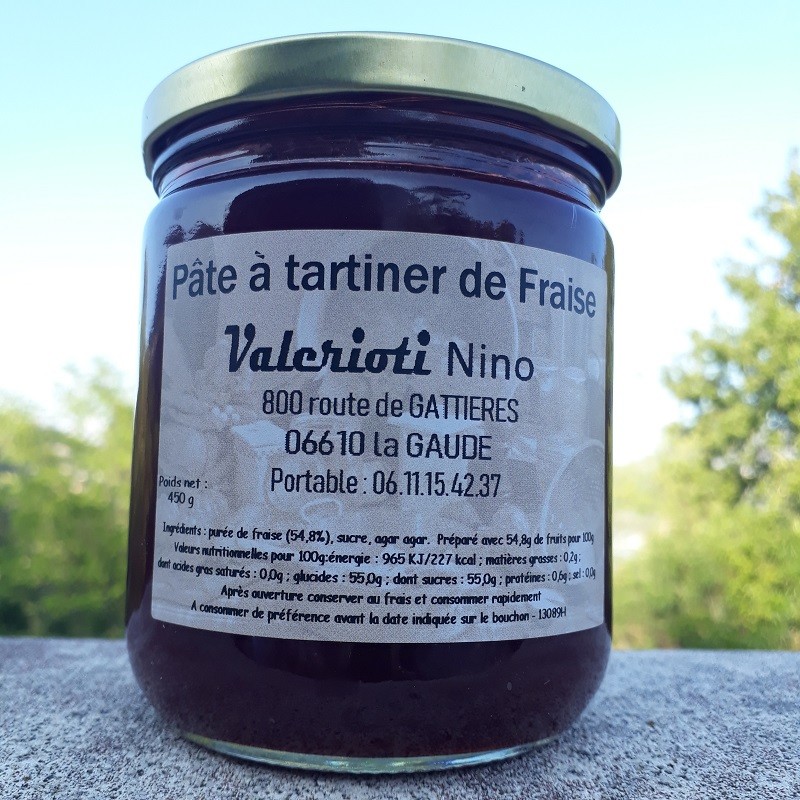 Pâte à tartiner de Fraise
Valerioti Nino
800 route de GATTIERES
06610 la GAUDE
Portable : 06.11.15.42.37
Poids net :
450 g
Ingrédients : purée de fraise (54,8%), sucre, agar agar. Préparé avec 54,8g de fruits pour 100g
Valeurs nutritionnelles pour 100g:énergie : 965 KJ/227 kcal ; matières grasses : 0,2g ;
dont acides gras saturés : 0,0g ; glucides : 55,0g ; dont sucres : 55,0g ; protéines : 0,6g ; sel : 0,0g
Après ouverture conserver au frais et consommer rapidement
A consommer de préférence avant la date indiquée sur le bouchon - 13089H